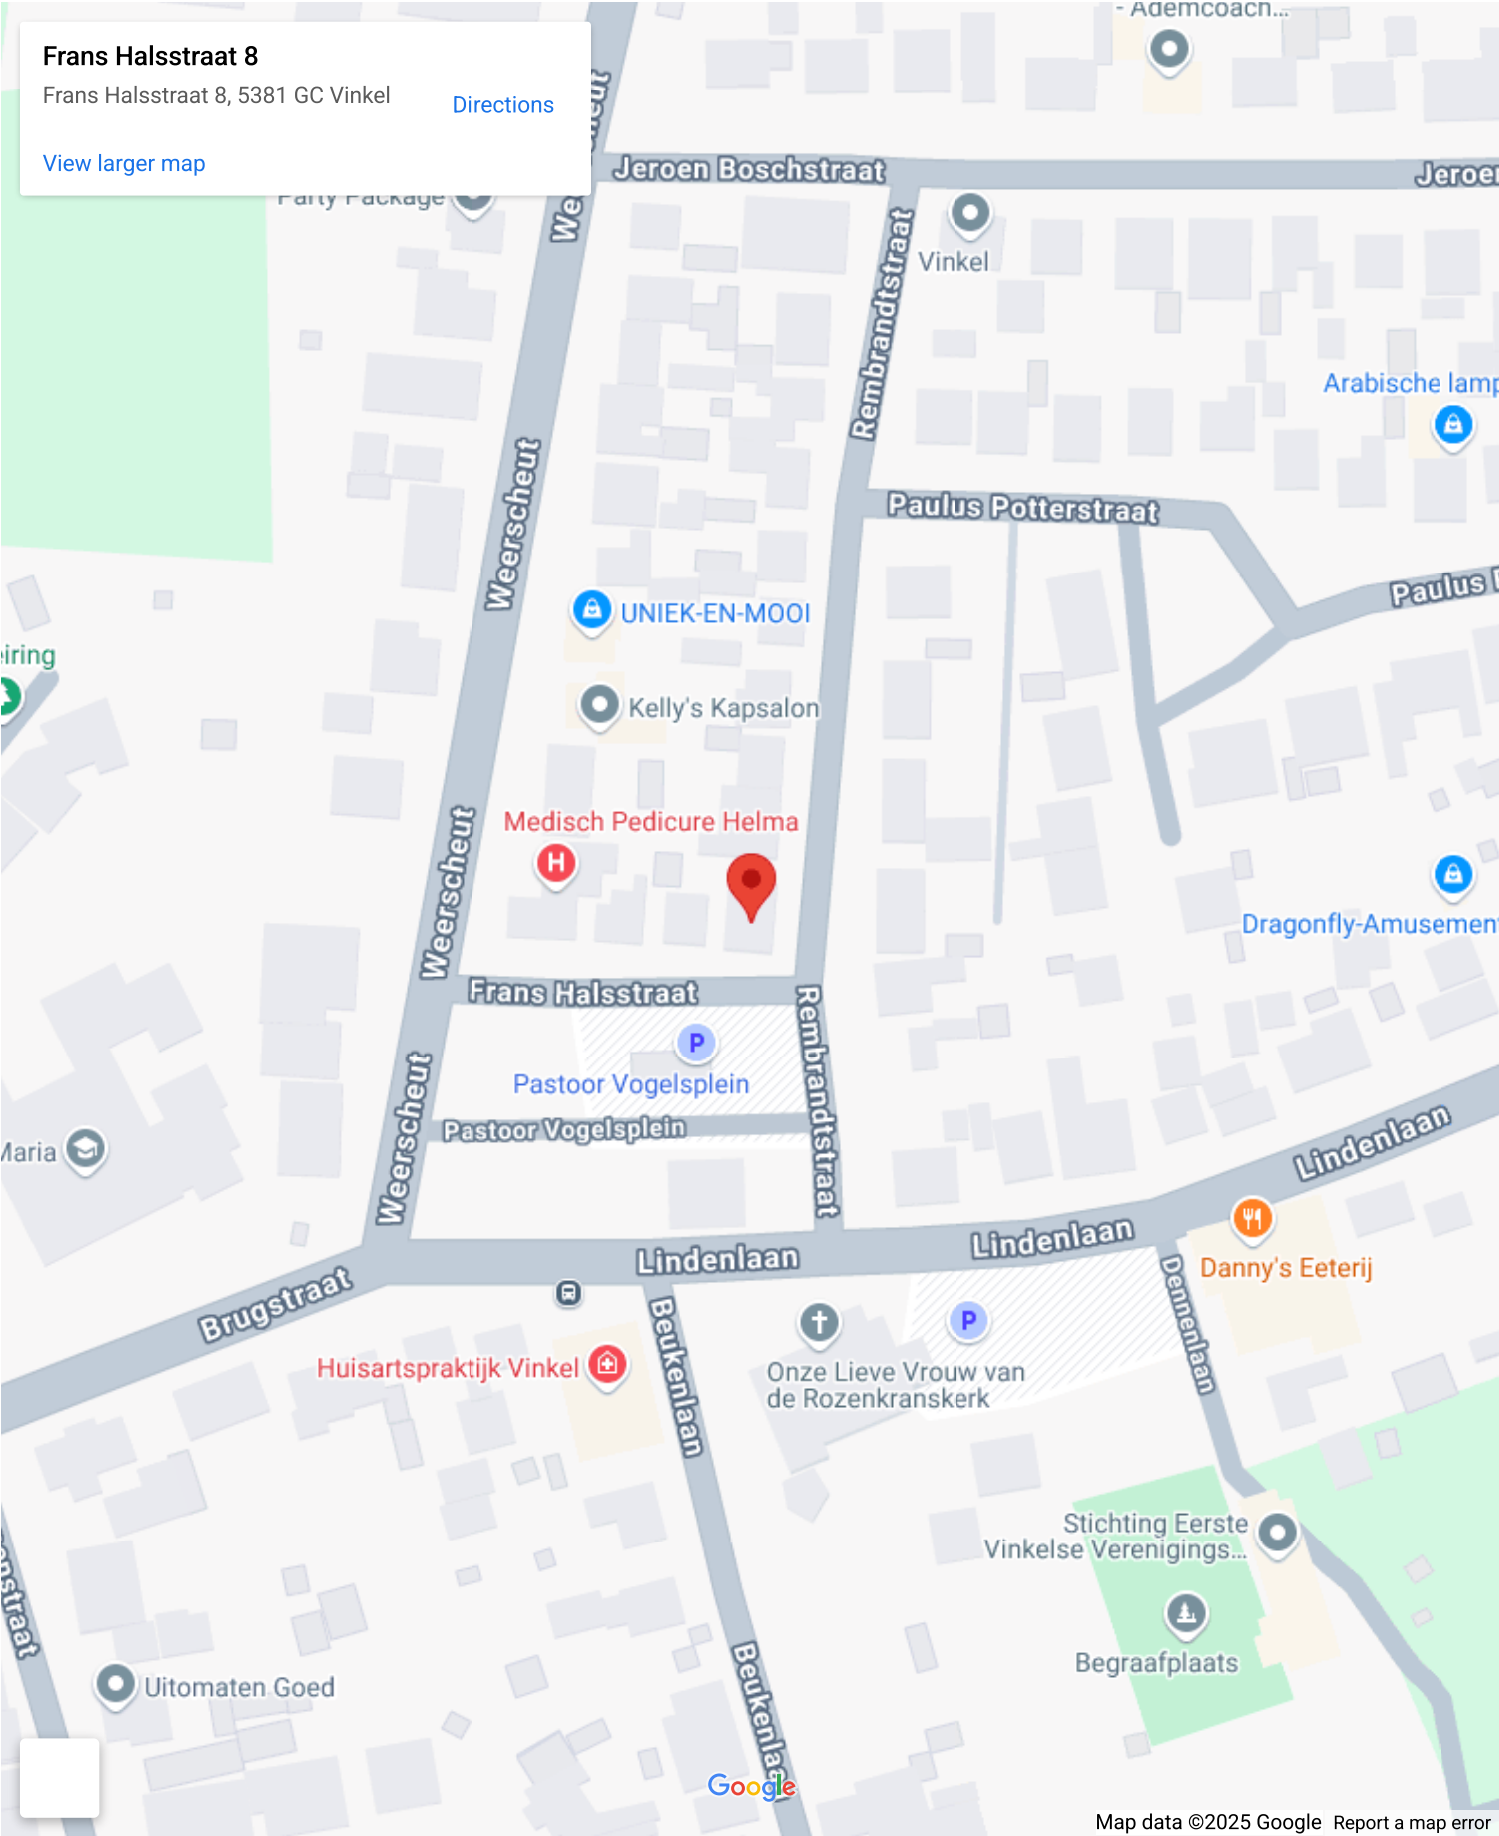 - Ademcoach...
Frans Halsstraat 8
Frans Halsstraat 8, 5381 GC Vinkel
Directions
View larger map
Party Package
Jeroen Boschstraat
Vinkel
Rembrandtstraat
Weerscheut
Arabische lamp
Paulus Potterstraat
Paulus
UNIEK-EN-MOOI
eiring
Kelly's Kapsalon
Medisch Pedicure Helma
H
Weerscheut
Dragonfly-Amusement
Frans Halsstraat
Rembrandtstraat
P
Pastoor Vogelsplein
Pastoor Vogelsplein
Weerscheut
Maria
Lindenlaan
Lindenlaan
Lindenlaan
Danny's Eeterij
Dennenlaan
Brugstraat
Beukenlaan
P
Huisartspraktijk Vinkel
Onze Lieve Vrouw van
de Rozenkranskerk
Stichting Eerste
Vinkelse Verenigings...
Begraafplaats
Uitomaten Goed
Beukenlaan
Google
Map data ©2025 Google
Report a map error